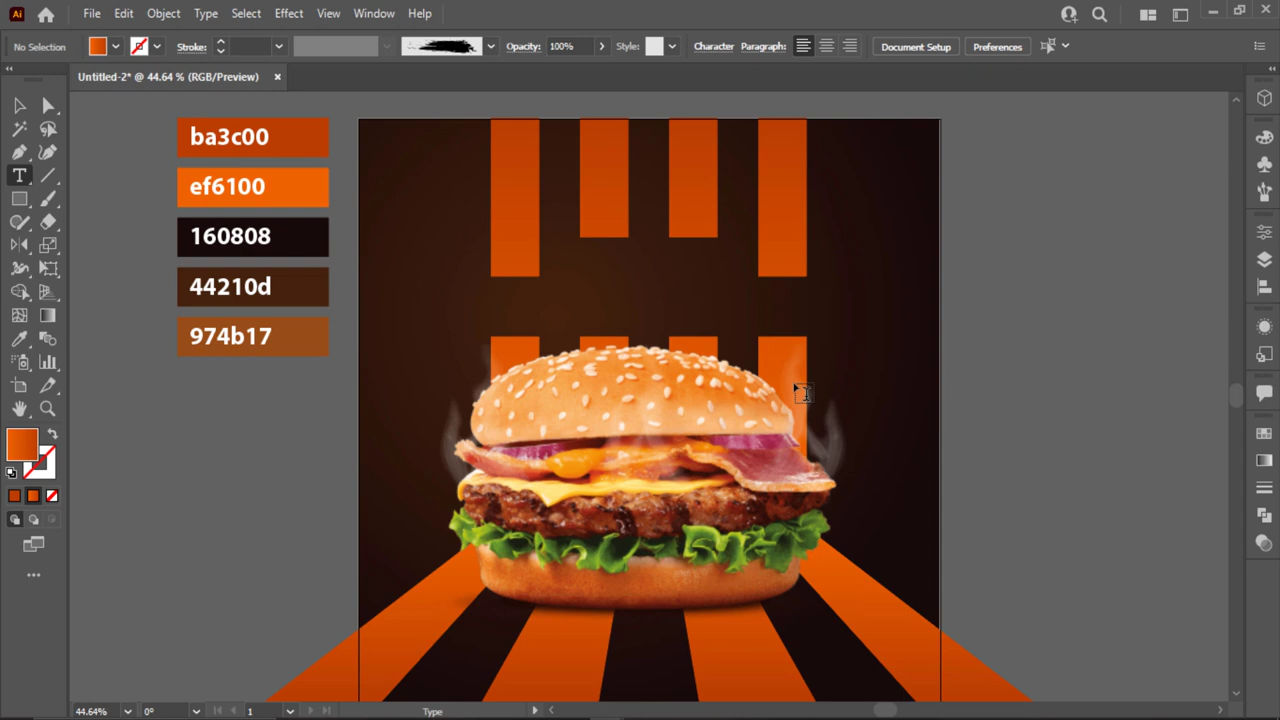 Ai File Edit Object Type Select Effect View Window Help
No Selection Stroke: Opacity: 100% Style: Character Paragraph: Document Setup Preferences
Untitled-2* @ 44.64 % (RGB/Preview) ×
ba3c00
ef6100
160808
44210d
974b17
44.64% 0° 1 Type